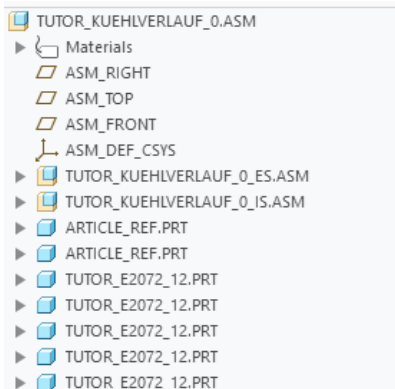 TUTOR_KUEHLVERLAUF_0.ASM
Materials
ASM_RIGHT
ASM_TOP
ASM_FRONT
ASM_DEF_CSYS
TUTOR_KUEHLVERLAUF_0_ES.ASM
TUTOR_KUEHLVERLAUF_0_IS.ASM
ARTICLE_REF.PRT
ARTICLE_REF.PRT
TUTOR_E2072_12.PRT
TUTOR_E2072_12.PRT
TUTOR_E2072_12.PRT
TUTOR_E2072_12.PRT
TUTOR_E2072_12.PRT